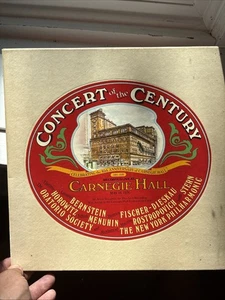 CONCERT of the CENTURY
CARNEGIE HALL
BERNSTEIN
FISCHER-DIESKAU
STERN
HOROWITZ
MENUHIN
ROSTROPOVICH
ORATORIO SOCIETY
THE NEW YORK PHILHARMONIC